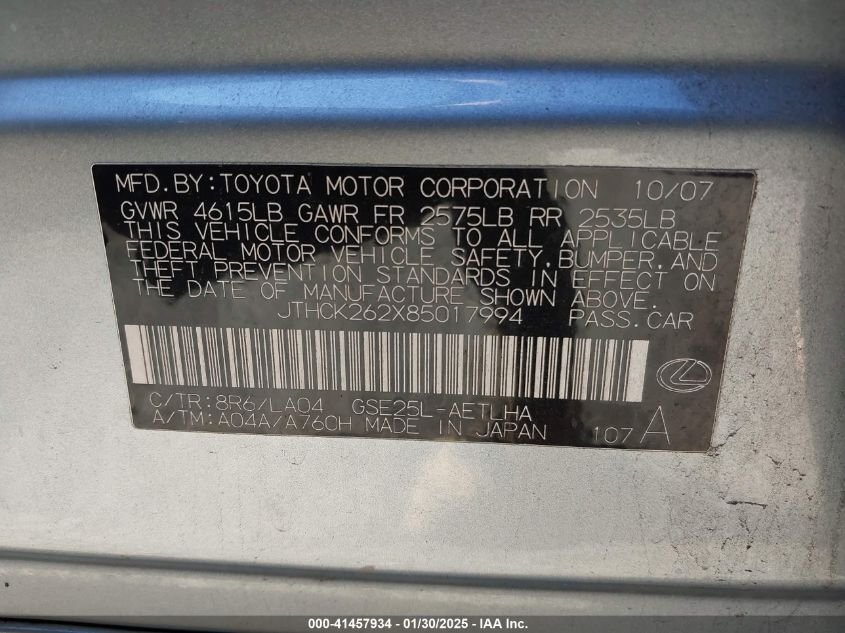 MFD. BY: TOYOTA MOTOR CORPORATION 10/07
GVWR 4615LB GAWR FR 2575LB RR 2535LB
THIS VEHICLE CONFORMS TO ALL APPLICABLE
FEDERAL MOTOR VEHICLE SAFETY, BUMPER, AND
THEFT PREVENTION STANDARDS IN EFFECT ON
THE DATE OF MANUFACTURE SHOWN ABOVE.
JTHCK262X85017994 PASS. CAR
C/TR: 8R6/LA04 GSE25L-AETLHA
A/TM: A04A/A760H MADE IN JAPAN 107 A
000-41457934 - 01/30/2025 - IAA Inc.